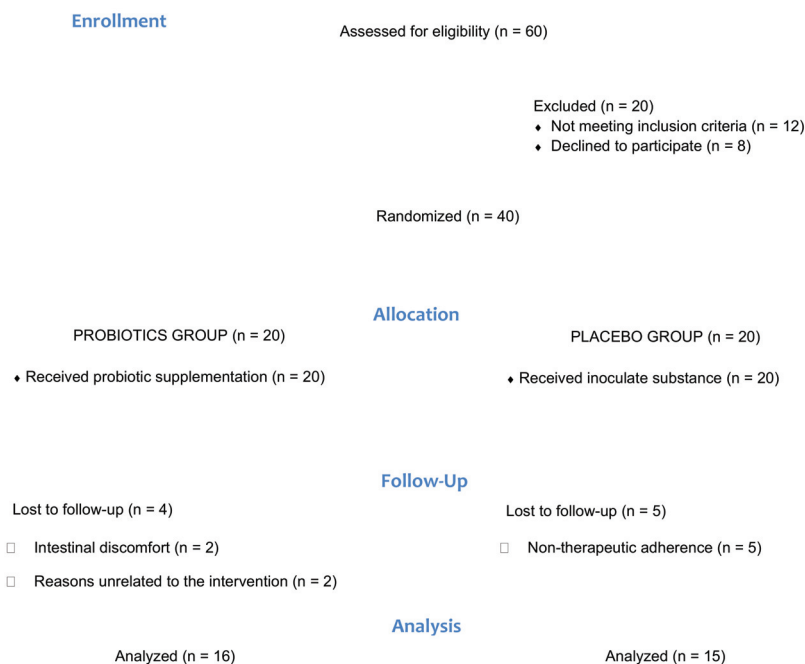 Enrollment
Assessed for eligibility (n = 60)
Excluded (n = 20)
♦ Not meeting inclusion criteria (n = 12)
♦ Declined to participate (n = 8)
Randomized (n = 40)
Allocation
PROBIOTICS GROUP (n = 20)
♦ Received probiotic supplementation (n = 20)
PLACEBO GROUP (n = 20)
♦ Received inoculate substance (n = 20)
Follow-Up
Lost to follow-up (n = 4)
□ Intestinal discomfort (n = 2)
□ Reasons unrelated to the intervention (n = 2)
Lost to follow-up (n = 5)
□ Non-therapeutic adherence (n = 5)
Analysis
Analyzed (n = 16)
Analyzed (n = 15)